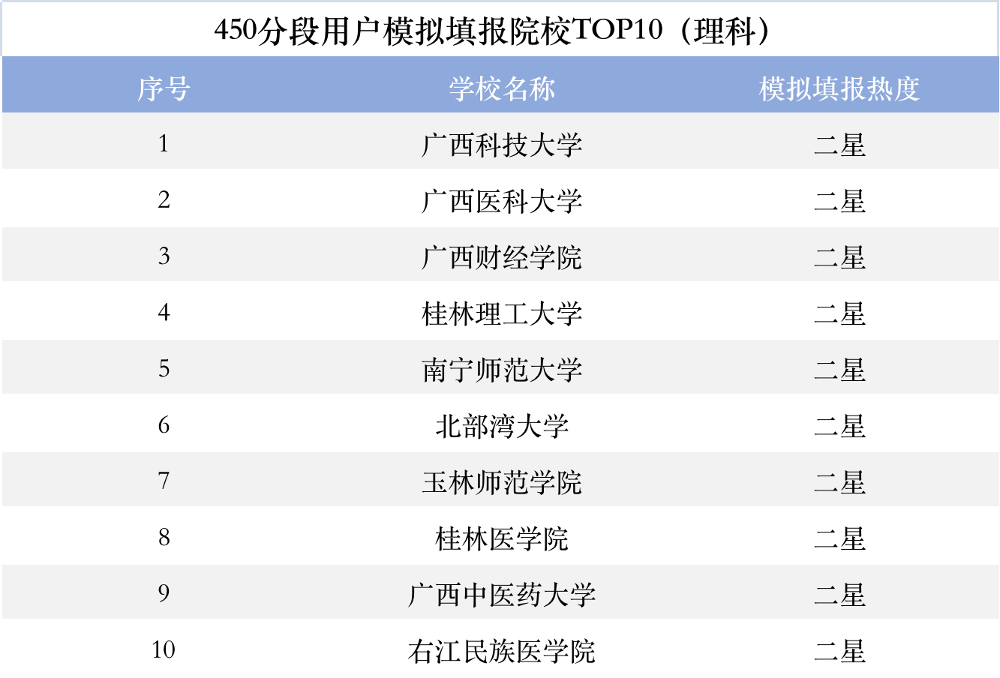 450分段用户模拟填报院校TOP10（理科）
序号 学校名称 模拟填报热度
1 广西科技大学 二星
2 广西医科大学 二星
3 广西财经学院 二星
4 桂林理工大学 二星
5 南宁师范大学 二星
6 北部湾大学 二星
7 玉林师范学院 二星
8 桂林医学院 二星
9 广西中医药大学 二星
10 右江民族医学院 二星